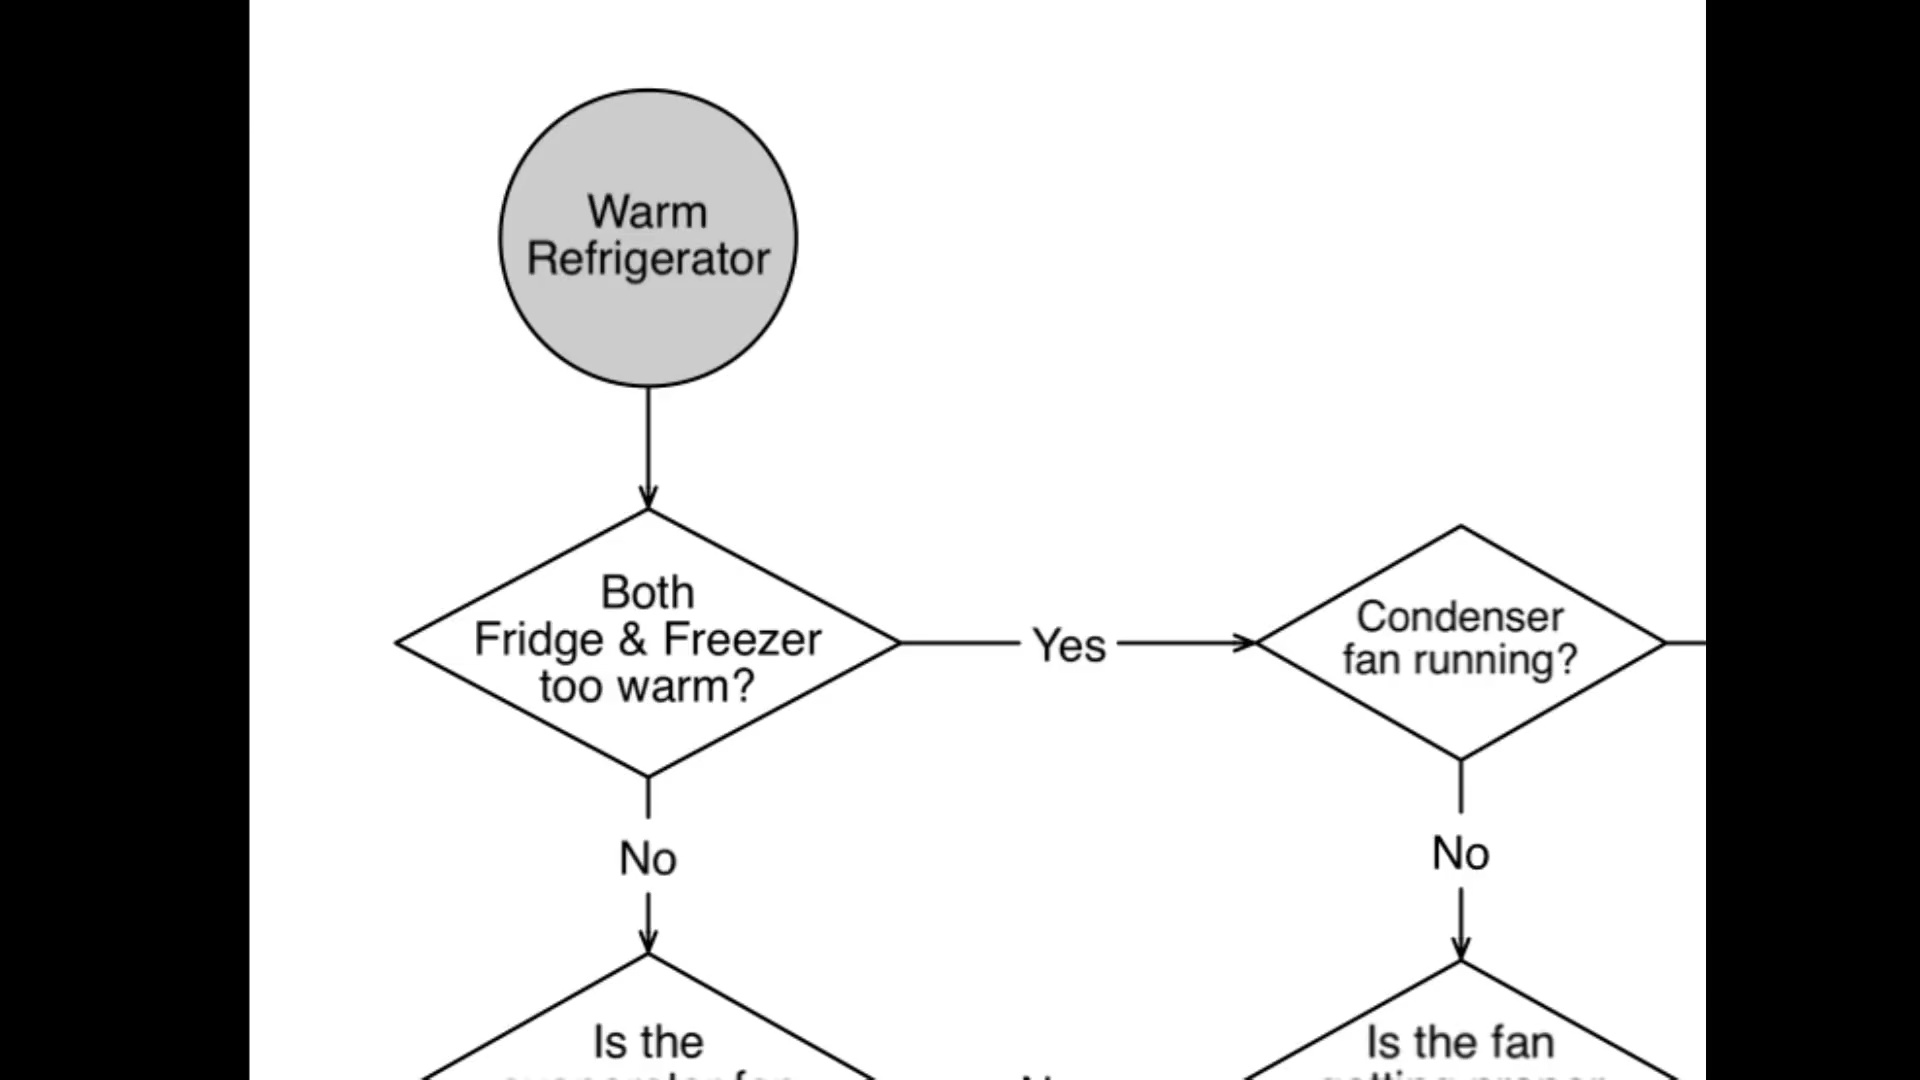 Warm
Refrigerator
Both
Fridge & Freezer
too warm?
Yes
Condenser
fan running?
No
No
Is the
Is the fan